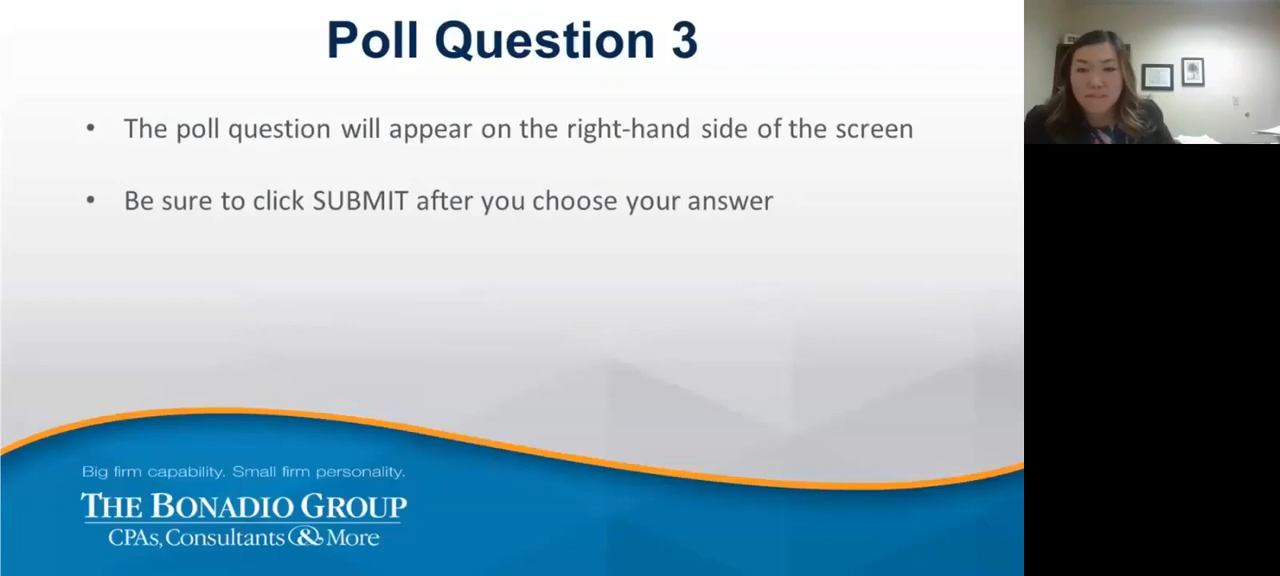 Poll Question 3
• The poll question will appear on the right-hand side of the screen
• Be sure to click SUBMIT after you choose your answer
Big firm capability. Small firm personality.
THE BONADIO GROUP
CPAs, Consultants & More